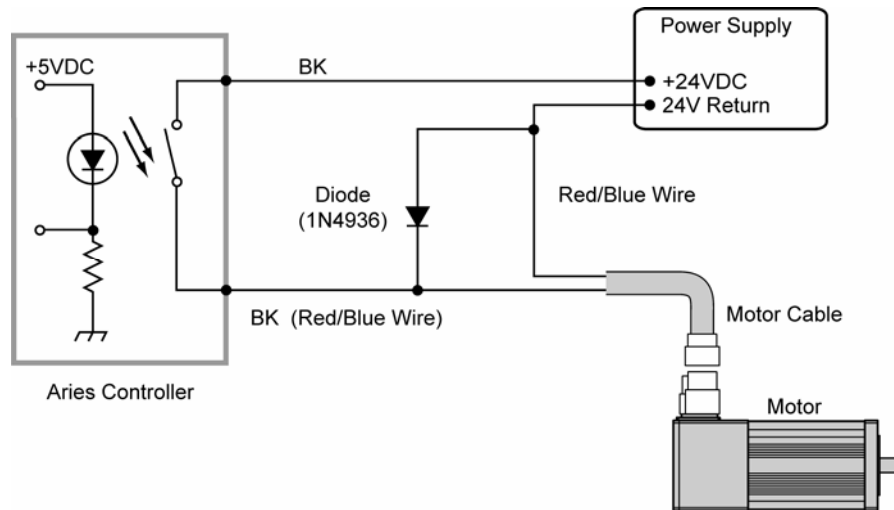 Power Supply
+5VDC
BK
+24VDC
24V Return
Diode
(1N4936)
Red/Blue Wire
BK (Red/Blue Wire)
Motor Cable
Aries Controller
Motor